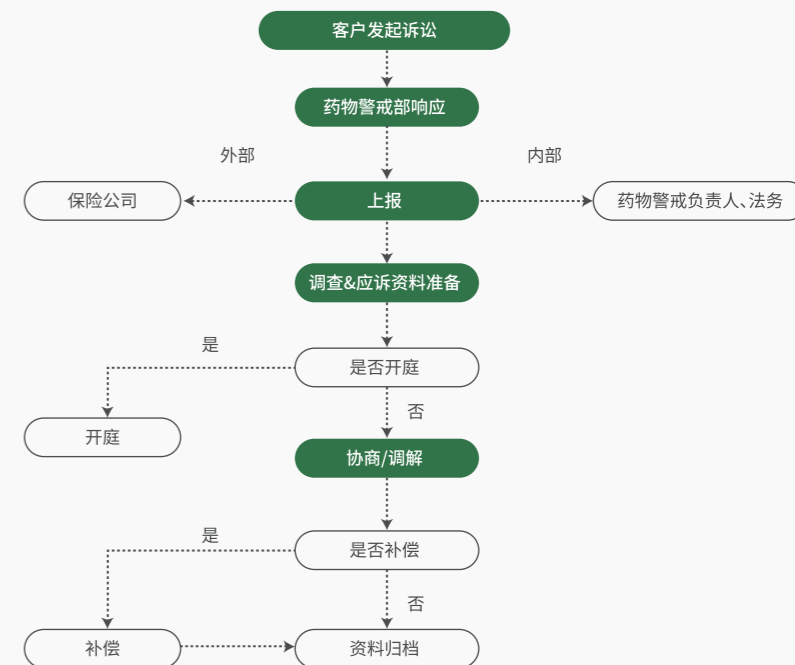 客户发起诉讼
药物警戒部响应
外部
内部
保险公司
上报
药物警戒负责人、法务
调查&应诉资料准备
是
是否开庭
否
开庭
协商/调解
是
是否补偿
否
补偿
资料归档